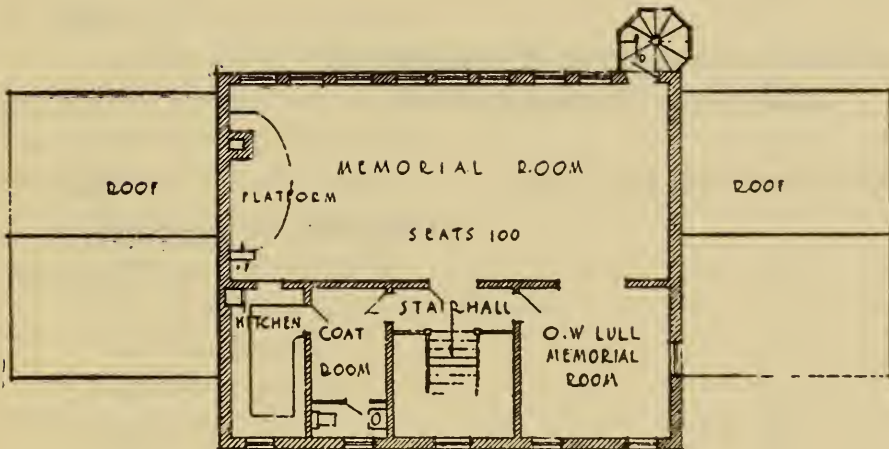 MEMORIAL ROOM
ROOF
PLATFORM
ROOF
SEATS 100
KITCHEN
COAT
ROOM
STAIRHALL
O.W LULL
MEMORIAL
ROOM